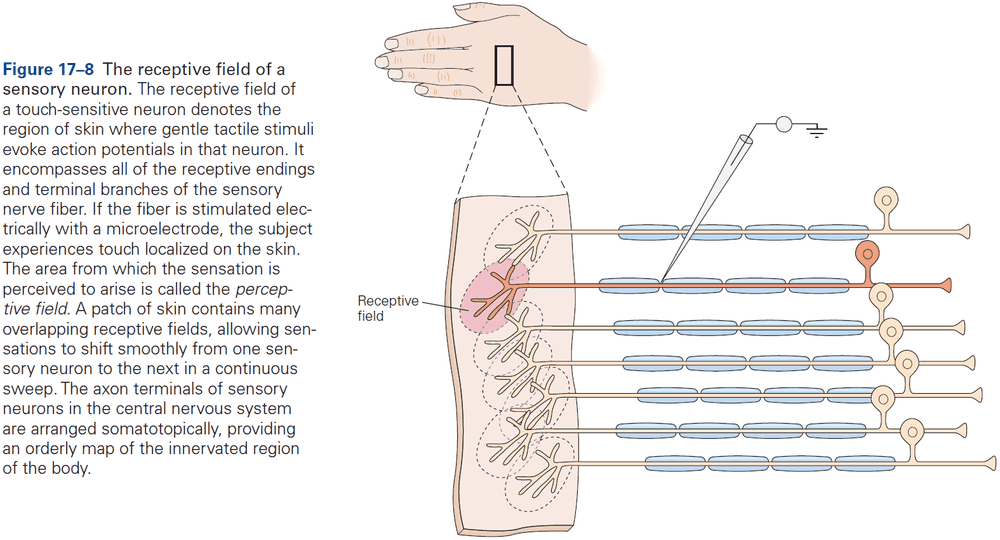 Figure 17–8 The receptive field of a
sensory neuron. The receptive field of
a touch-sensitive neuron denotes the
region of skin where gentle tactile stimuli
evoke action potentials in that neuron. It
encompasses all of the receptive endings
and terminal branches of the sensory
nerve fiber. If the fiber is stimulated elec-
trically with a microelectrode, the subject
experiences touch localized on the skin.
The area from which the sensation is
perceived to arise is called the percep-
tive field. A patch of skin contains many
overlapping receptive fields, allowing sen-
sations to shift smoothly from one sen-
sory neuron to the next in a continuous
sweep. The axon terminals of sensory
neurons in the central nervous system
are arranged somatotopically, providing
an orderly map of the innervated region
of the body.
Receptive
field